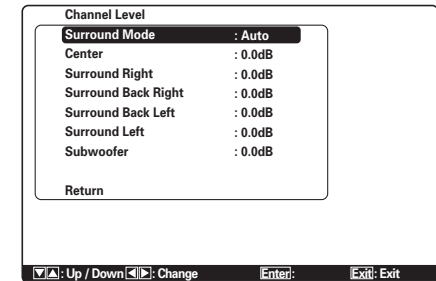 Channel Level
Surround Mode : Auto
Center : 0.0dB
Surround Right : 0.0dB
Surround Back Right : 0.0dB
Surround Back Left : 0.0dB
Surround Left : 0.0dB
Subwoofer : 0.0dB
Return
▼▲: Up / Down ◀▶: Change Enter: Exit: Exit